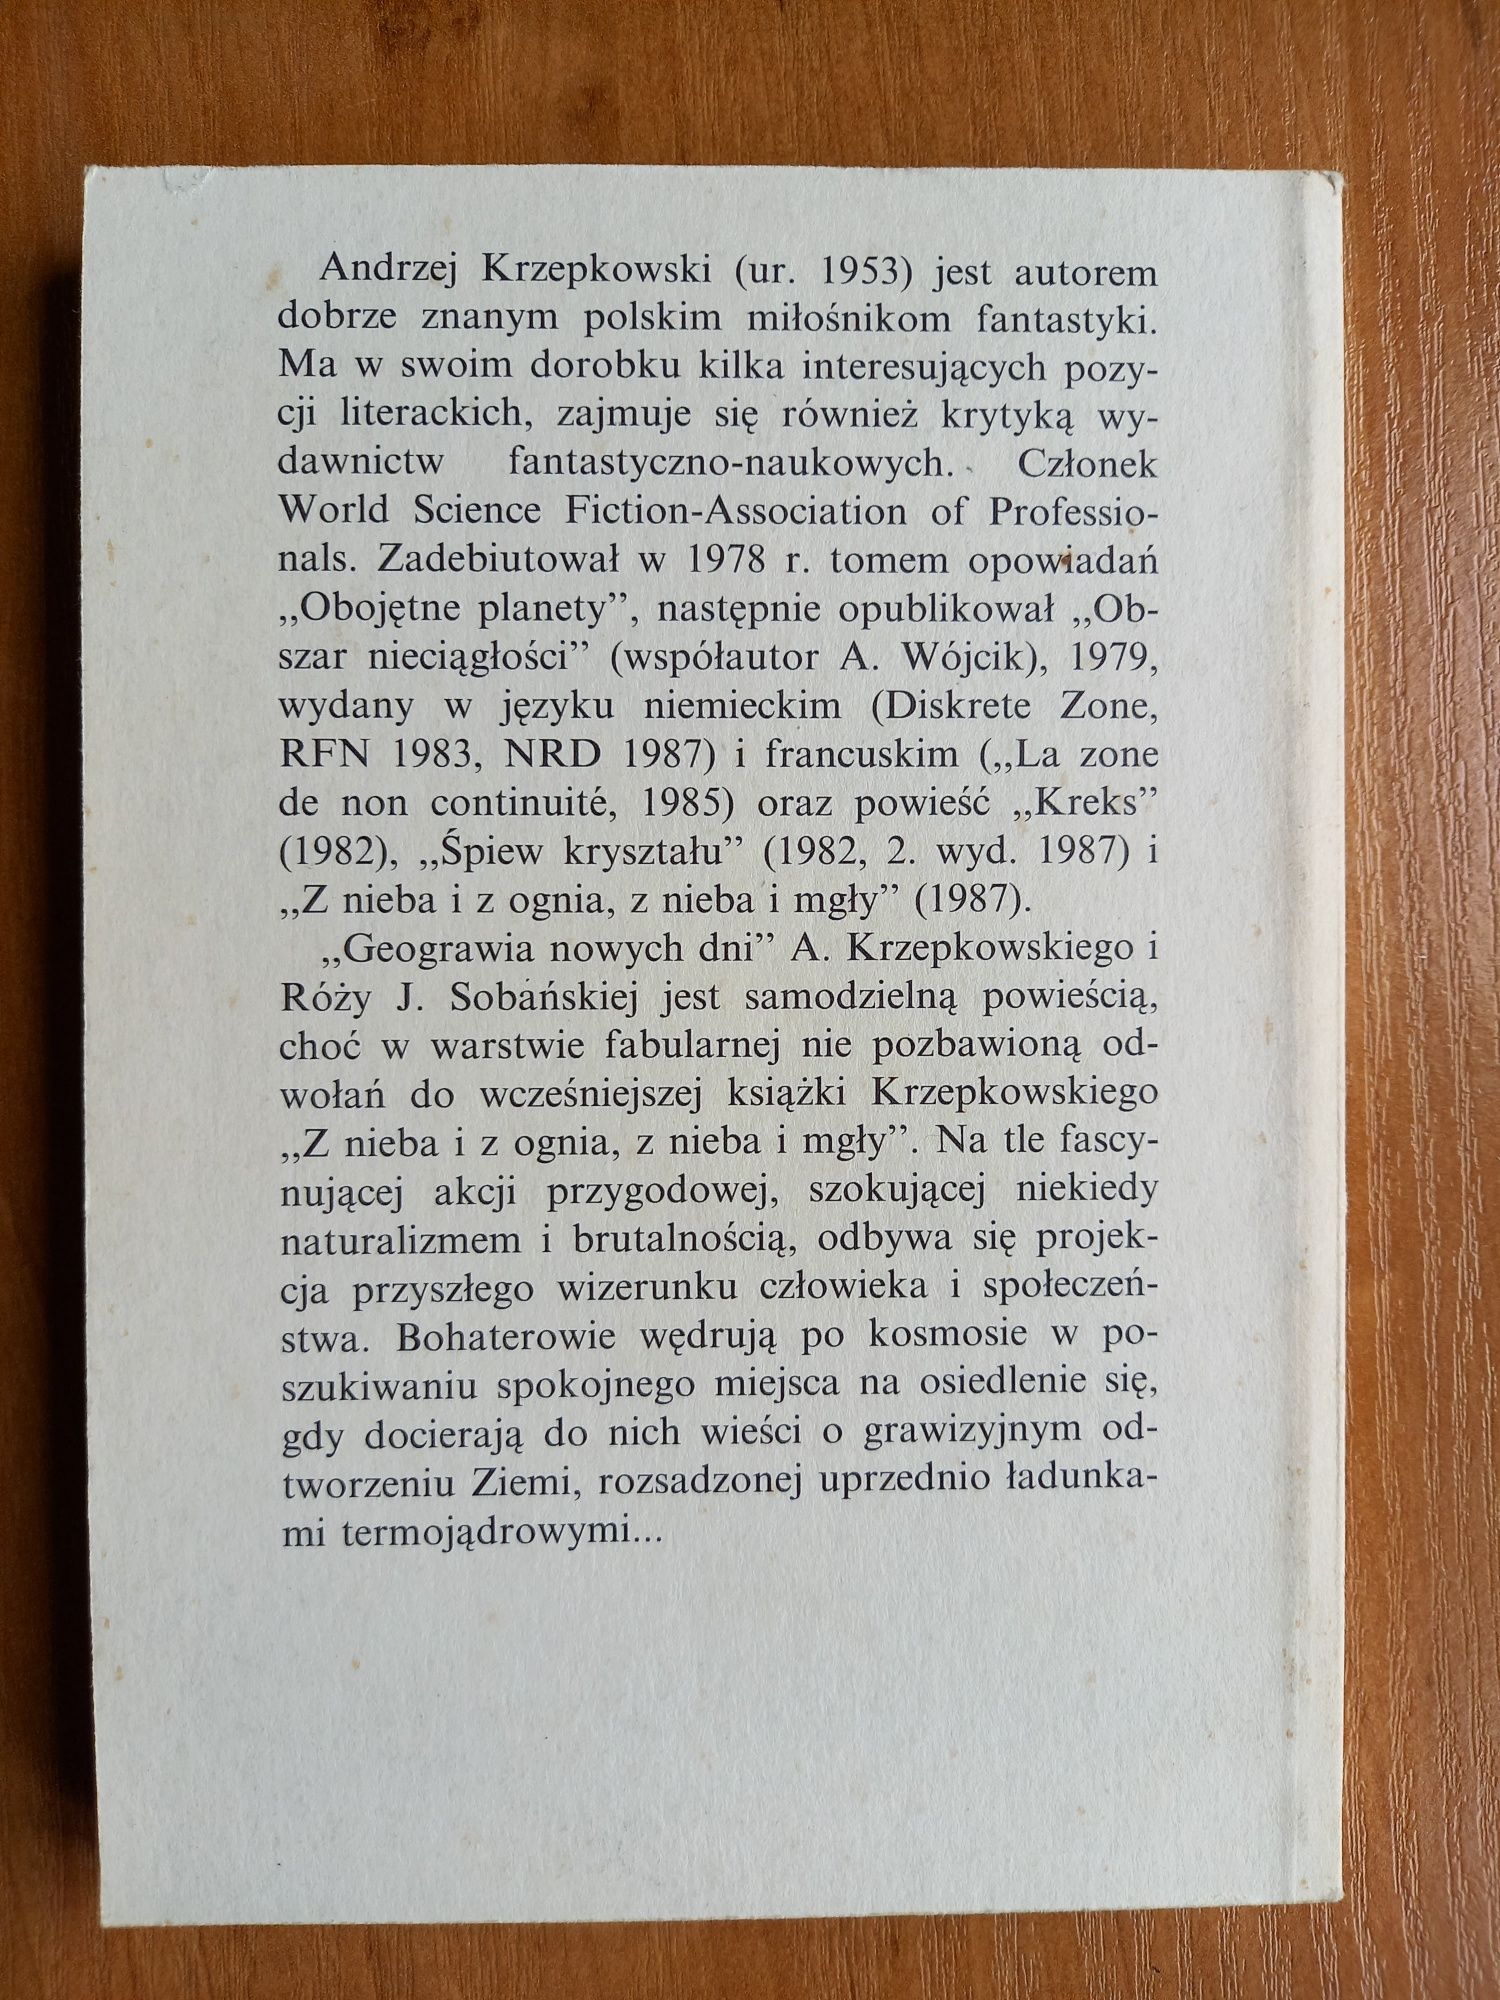 Andrzej Krzepkowski (ur. 1953) jest autorem
dobrze znanym polskim miłośnikom fantastyki.
Ma w swoim dorobku kilka interesujących pozy-
cji literackich, zajmuje się również krytyką wy-
dawnictw fantastyczno-naukowych. Członek
World Science Fiction-Association of Professio-
nals. Zadebiutował w 1978 r. tomem opowiadań
„Obojętne planety”, następnie opublikował „Ob-
szar nieciągłości” (współautor A. Wójcik), 1979,
wydany w języku niemieckim (Diskrete Zone,
RFN 1983, NRD 1987) i francuskim („La zone
de non continuité, 1985) oraz powieść „Kreks”
(1982), „Śpiew kryształu” (1982, 2. wyd. 1987) i
„Z nieba i z ognia, z nieba i mgły” (1987).
„Geograwia nowych dni” A. Krzepkowskiego i
Róży J. Sobańskiej jest samodzielną powieścią,
choć w warstwie fabularnej nie pozbawioną od-
wołań do wcześniejszej książki Krzepkowskiego
„Z nieba i z ognia, z nieba i mgły”. Na tle fascy-
nującej akcji przygodowej, szokującej niekiedy
naturalizmem i brutalnością, odbywa się projek-
cja przyszłego wizerunku człowieka i społeczeń-
stwa. Bohaterowie wędrują po kosmosie w po-
szukiwaniu spokojnego miejsca na osiedlenie się,
gdy docierają do nich wieści o grawizyjnym od-
tworzeniu Ziemi, rozsadzonej uprzednio ładunka-
mi termojądrowymi...